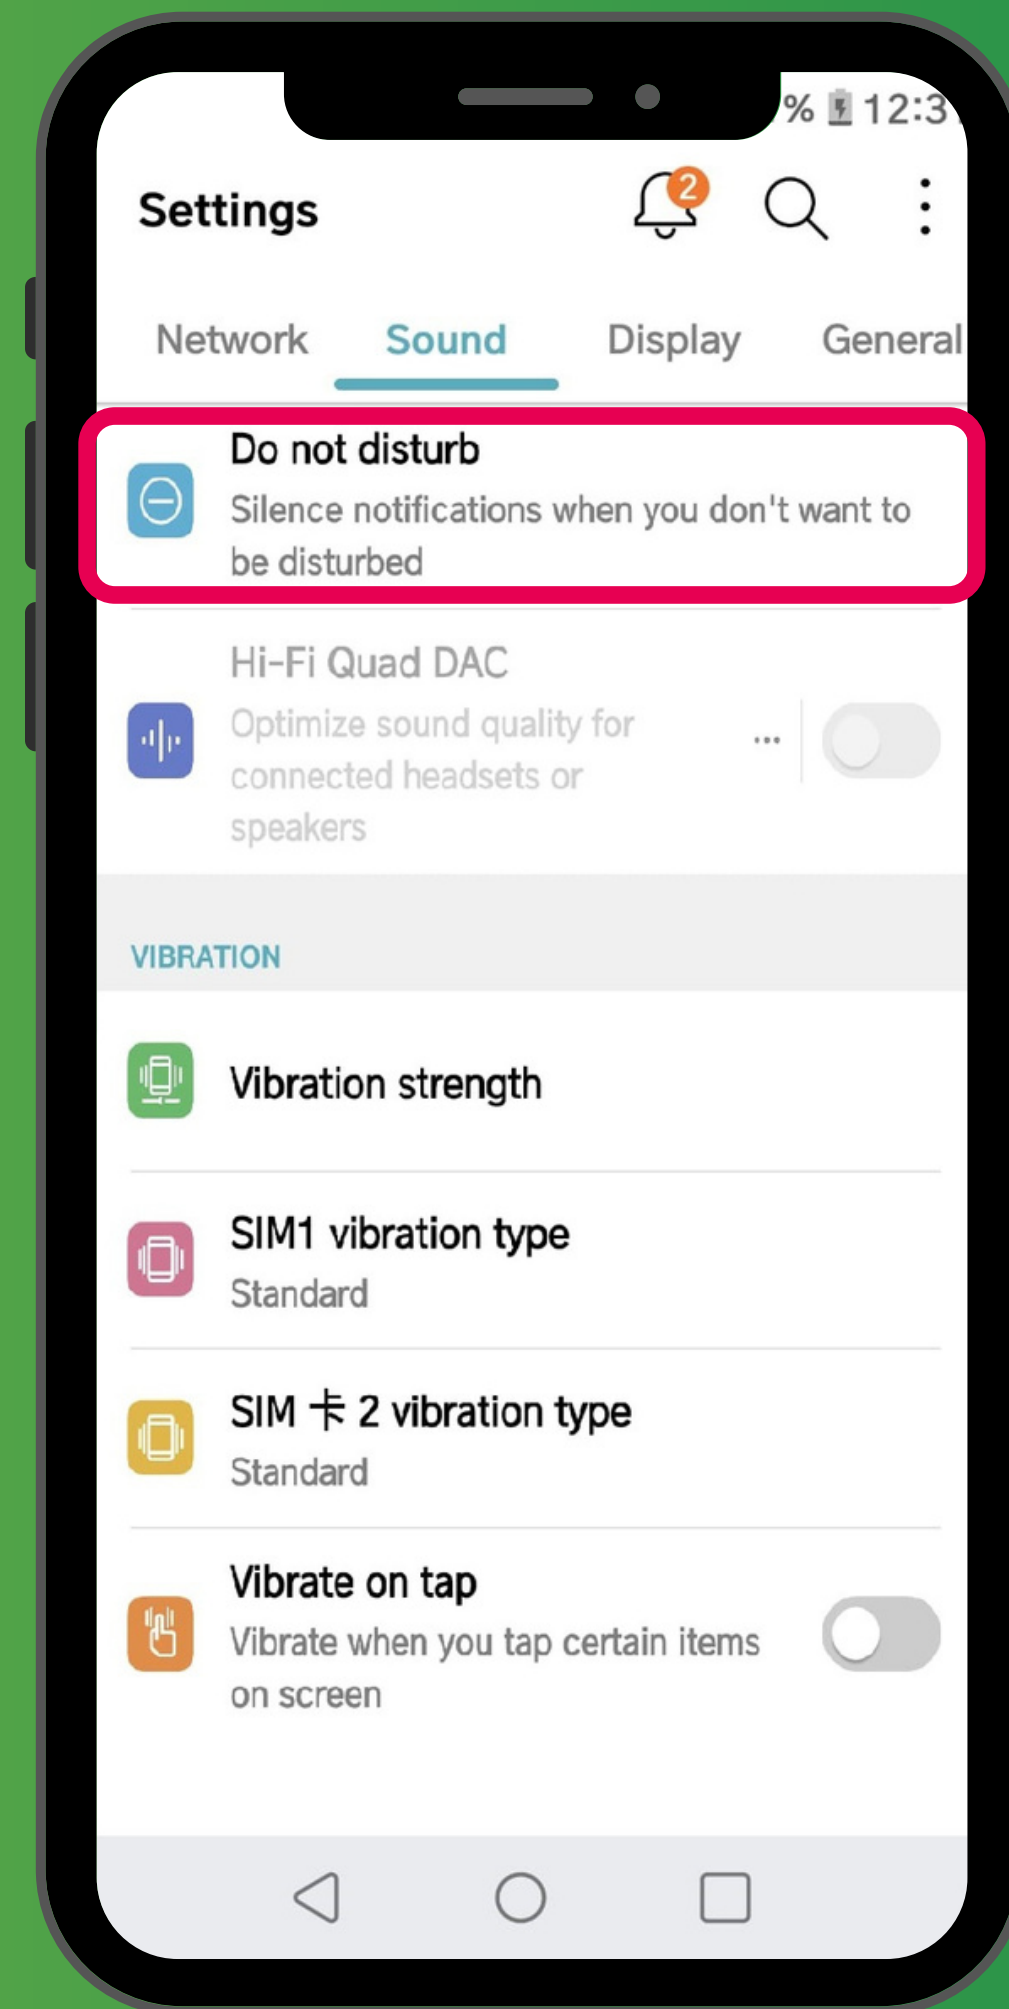 % 12:3
Settings
2
Network Sound Display General
Do not disturb
Silence notifications when you don't want to
be disturbed
Hi-Fi Quad DAC
Optimize sound quality for
connected headsets or
speakers
VIBRATION
Vibration strength
SIM1 vibration type
Standard
SIM 卡 2 vibration type
Standard
Vibrate on tap
Vibrate when you tap certain items
on screen